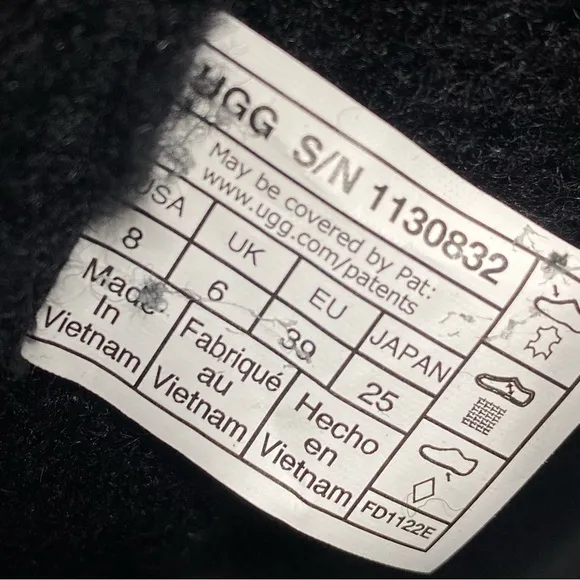 UGG S/N 1130832
May be covered by Pat:
www.ugg.com/patents
USA
UK
EU
JAPAN
8
6
39
25
Made
In
Vietnam
Fabriqué
au
Vietnam
Hecho
en
Vietnam
FD1122E